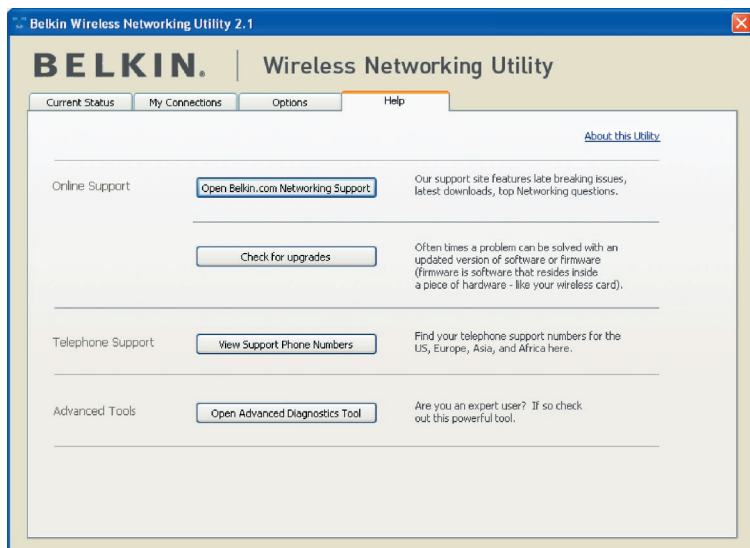 Belkin Wireless Networking Utility 2.1
BELKIN. | Wireless Networking Utility
Current Status
My Connections
Options
Help
About this Utility
Online Support
Open Belkin.com Networking Support
Our support site features late breaking issues,
latest downloads, top Networking questions.
Check for upgrades
Often times a problem can be solved with an
updated version of software or firmware
(firmware is software that resides inside
a piece of hardware - like your wireless card).
Telephone Support
View Support Phone Numbers
Find your telephone support numbers for the
US, Europe, Asia, and Africa here.
Advanced Tools
Open Advanced Diagnostics Tool
Are you an expert user? If so check
out this powerful tool.